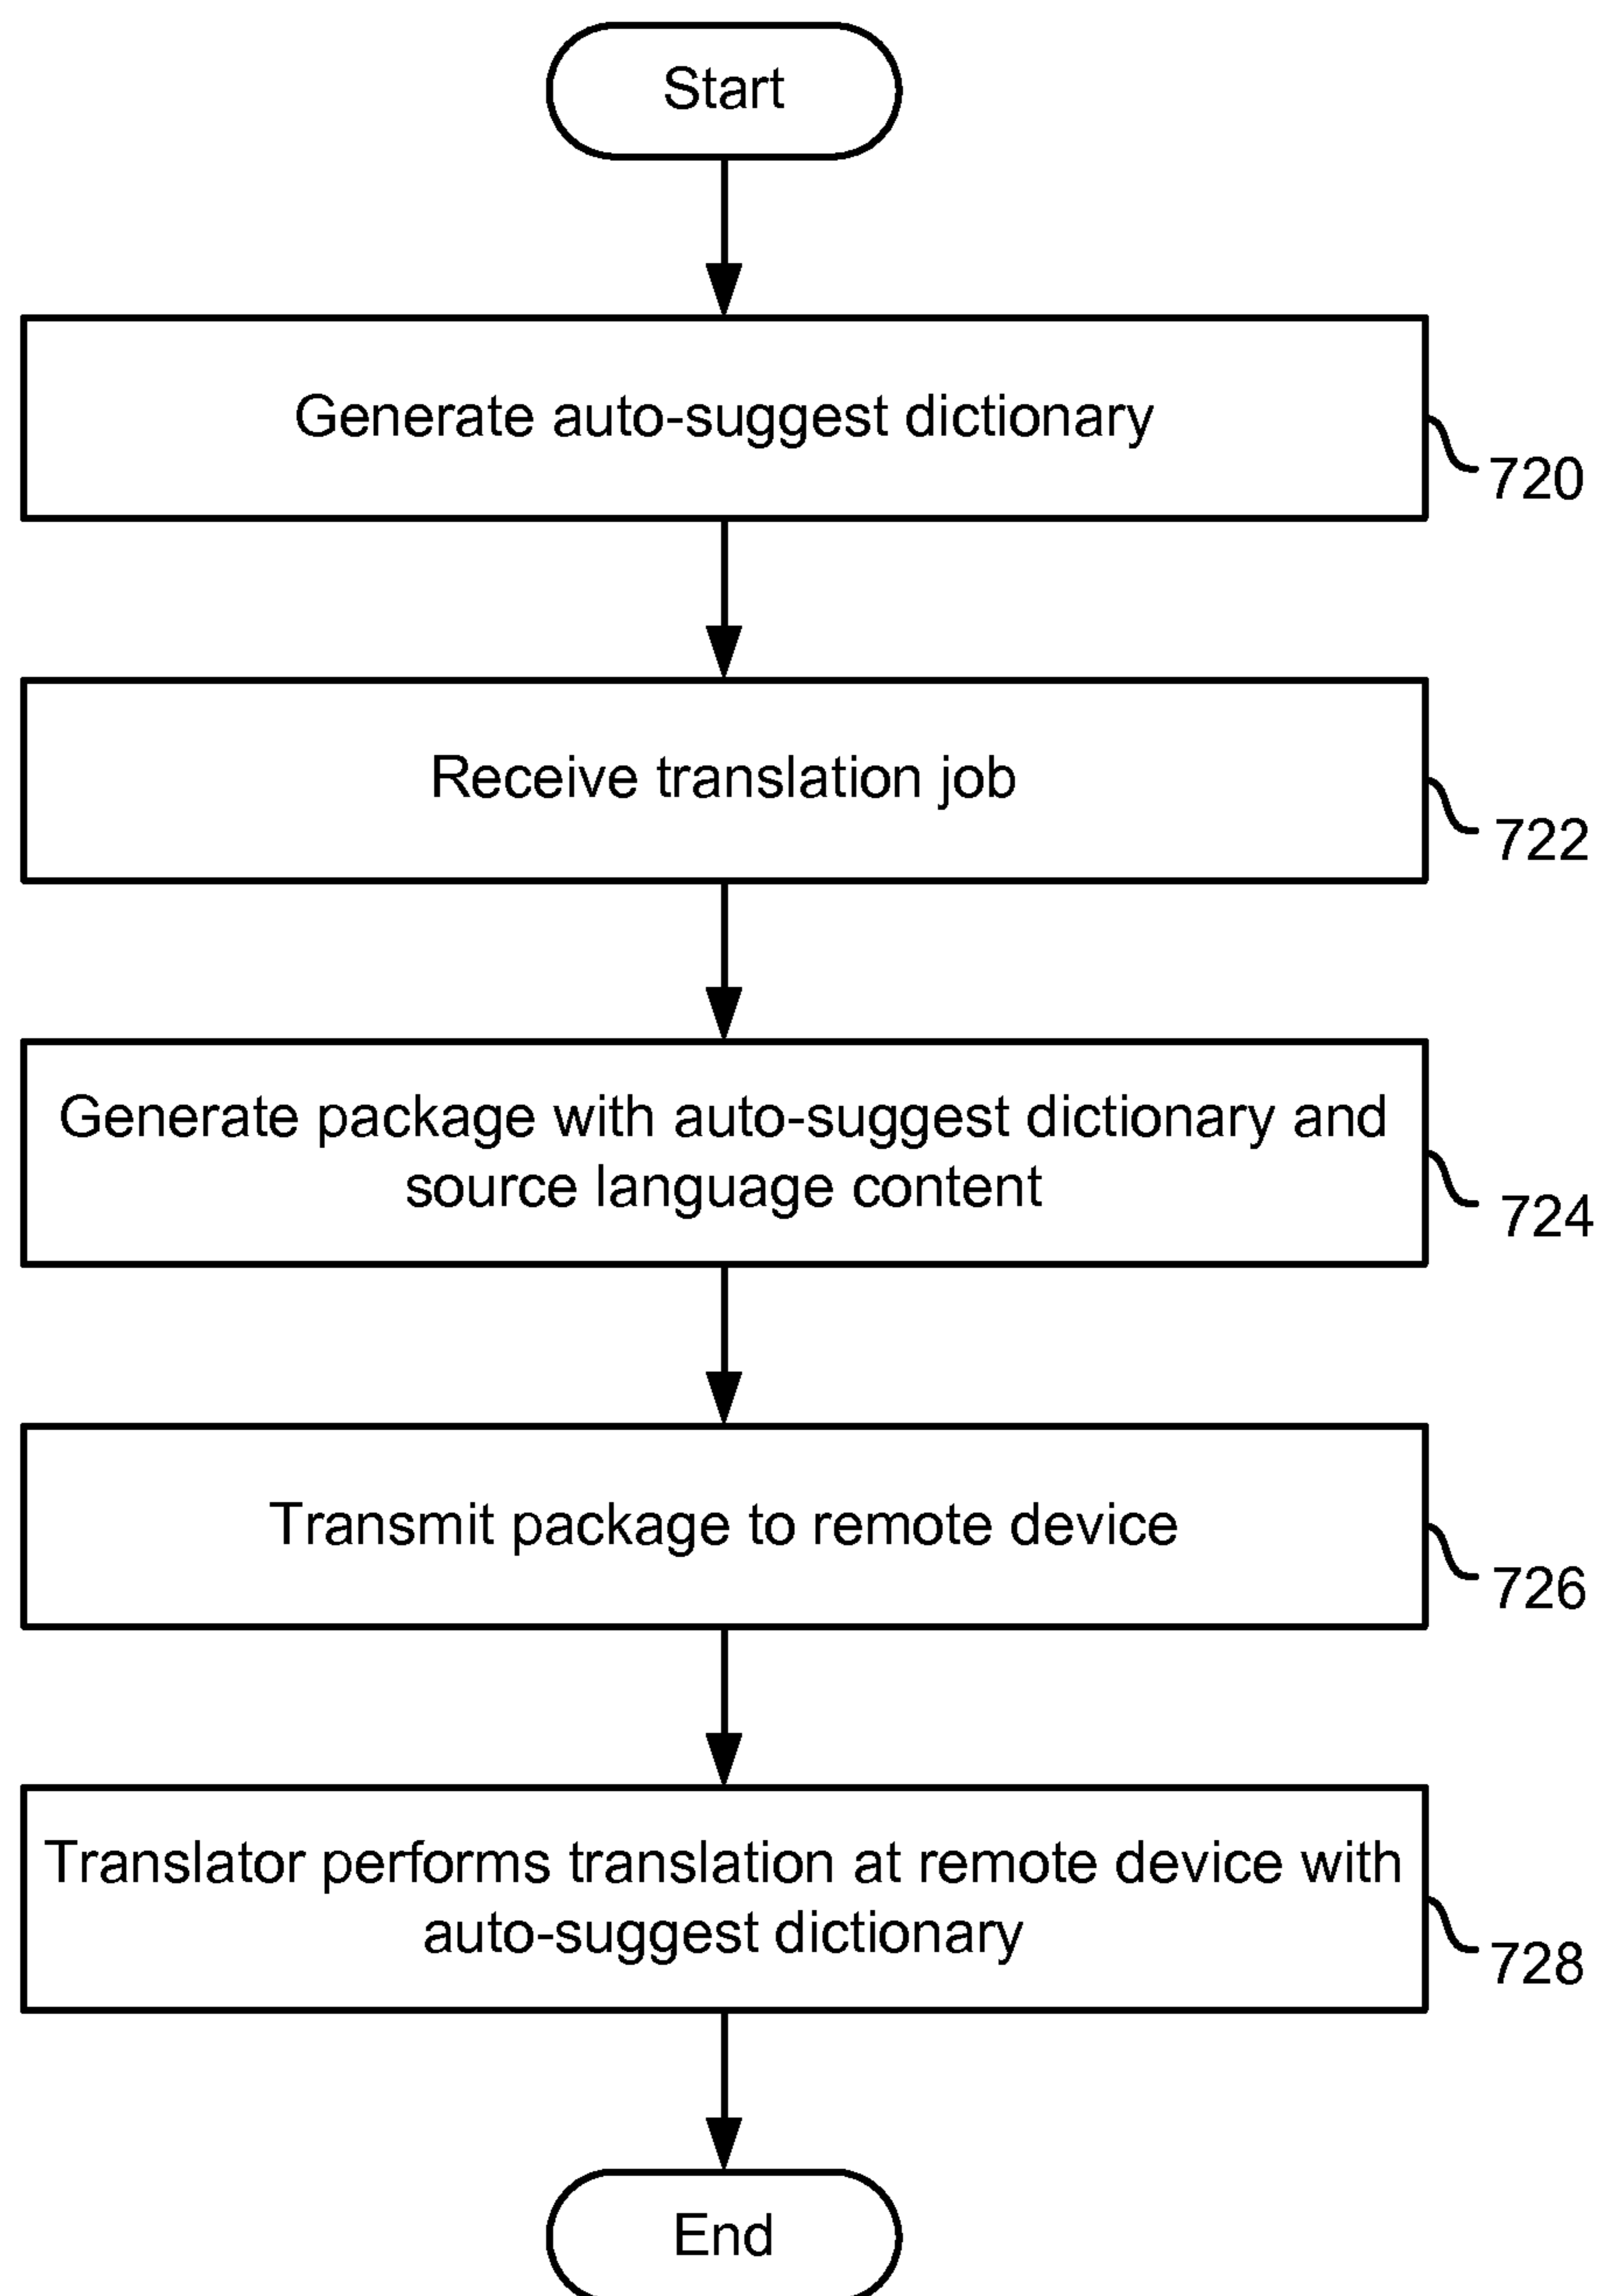 Start
Generate auto-suggest dictionary
720
Receive translation job
722
Generate package with auto-suggest dictionary and
source language content
724
Transmit package to remote device
726
Translator performs translation at remote device with
auto-suggest dictionary
728
End